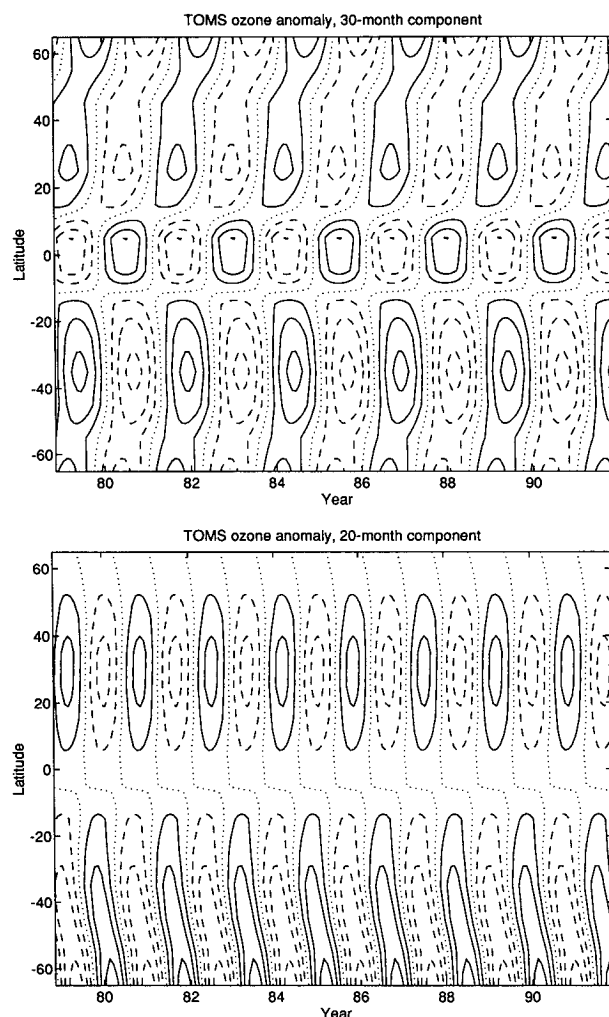 TOMS ozone anomaly, 30-month component
60
40
20
0
-20
-40
-60
Latitude
80 82 84 86 88 90
Year
TOMS ozone anomaly, 20-month component
60
40
20
0
-20
-40
-60
Latitude
80 82 84 86 88 90
Year